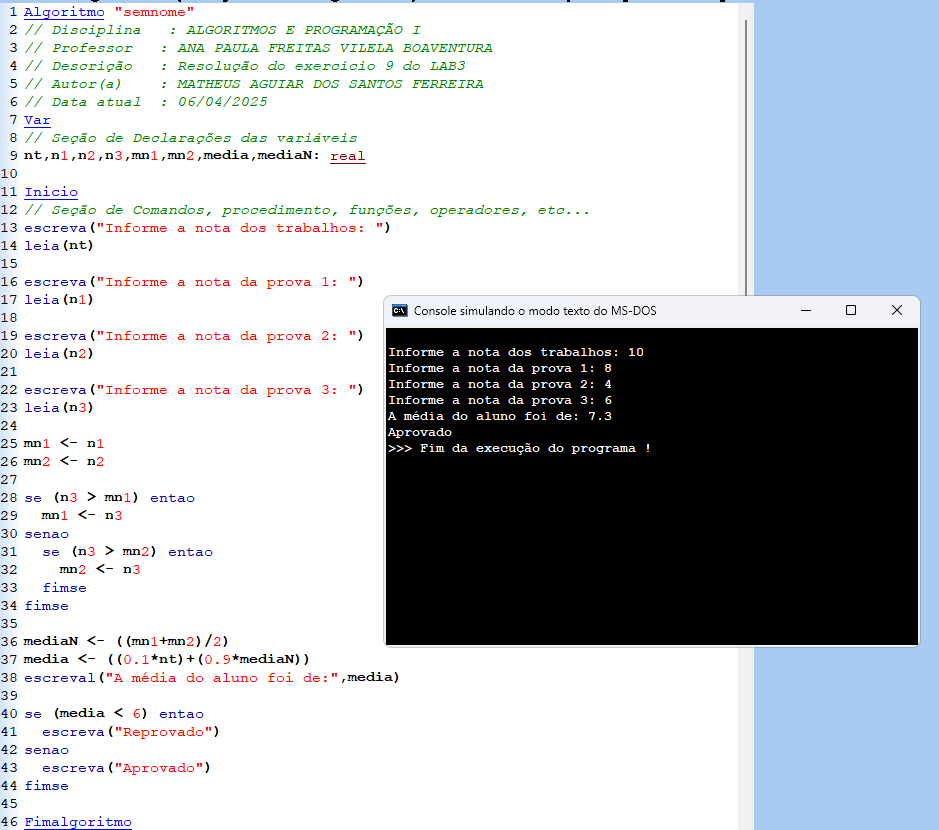 1 Algoritmo "semnome"
2 // Disciplina   : ALGORITMOS E PROGRAMAÇÃO I
3 // Professor   : ANA PAULA FREITAS VILELA BOAVENTURA
4 // Descrição   : Resolução do exercício 9 do LAB3
5 // Autor(a)    : MATHEUS AGUIAR DOS SANTOS FERREIRA
6 // Data atual  : 06/04/2025
7 Var
8 // Seção de Declarações das variáveis
9 nt,n1,n2,n3,mn1,mn2,media,mediaN: real
10
11 Inicio
12 // Seção de Comandos, procedimento, funções, operadores, etc...
13 escreva("Informe a nota dos trabalhos: ")
14 leia(nt)
15
16 escreva("Informe a nota da prova 1: ")
17 leia(n1)
18
19 escreva("Informe a nota da prova 2: ")
20 leia(n2)
21
22 escreva("Informe a nota da prova 3: ")
23 leia(n3)
24
25 mn1 <- n1
26 mn2 <- n2
27
28 se (n3 > mn1) entao
29   mn1 <- n3
30 senao
31   se (n3 > mn2) entao
32     mn2 <- n3
33   fimse
34 fimse
35
36 mediaN <- ((mn1+mn2)/2)
37 media <- ((0.1*nt)+(0.9*mediaN))
38 escreval("A média do aluno foi de:",media)
39
40 se (media < 6) entao
41   escreva("Reprovado")
42 senao
43   escreva("Aprovado")
44 fimse
45
46 Fimalgoritmo
Console simulando o modo texto do MS-DOS
Informe a nota dos trabalhos: 10
Informe a nota da prova 1: 8
Informe a nota da prova 2: 4
Informe a nota da prova 3: 6
A média do aluno foi de: 7.3
Aprovado
>>> Fim da execução do programa !